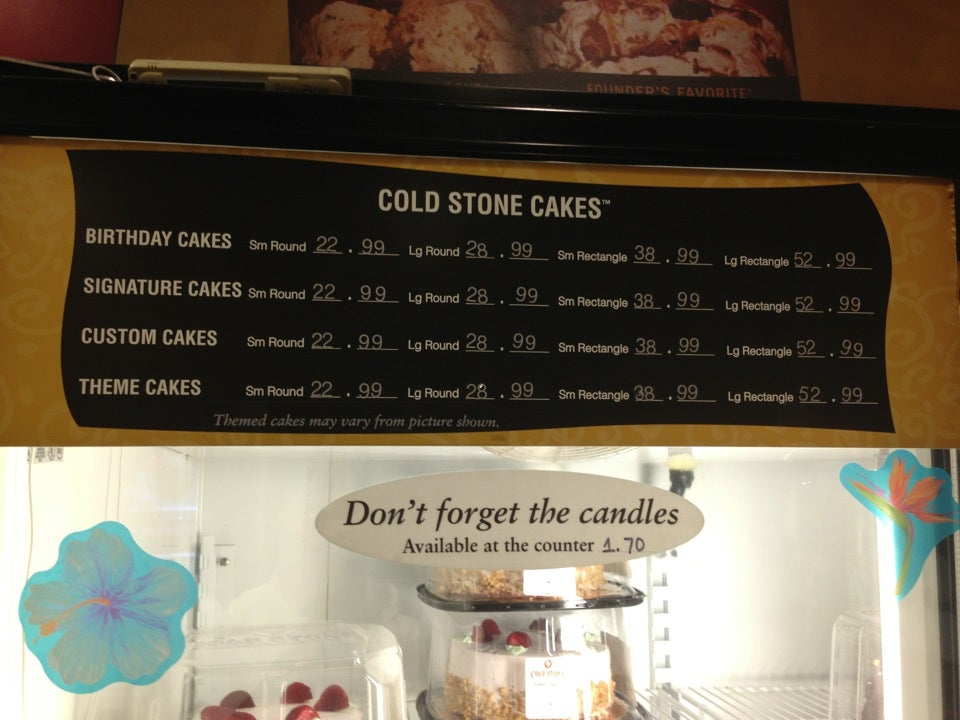 FOUNDER'S FAVORITE™
COLD STONE CAKES™
BIRTHDAY CAKES Sm Round 22.99 Lg Round 28.99 Sm Rectangle 38.99 Lg Rectangle 52.99
SIGNATURE CAKES Sm Round 22.99 Lg Round 28.99 Sm Rectangle 38.99 Lg Rectangle 52.99
CUSTOM CAKES Sm Round 22.99 Lg Round 28.99 Sm Rectangle 38.99 Lg Rectangle 52.99
THEME CAKES Sm Round 22.99 Lg Round 28.99 Sm Rectangle 38.99 Lg Rectangle 52.99
Themed cakes may vary from picture shown.
Don't forget the candles
Available at the counter 1.70
COLD STONE